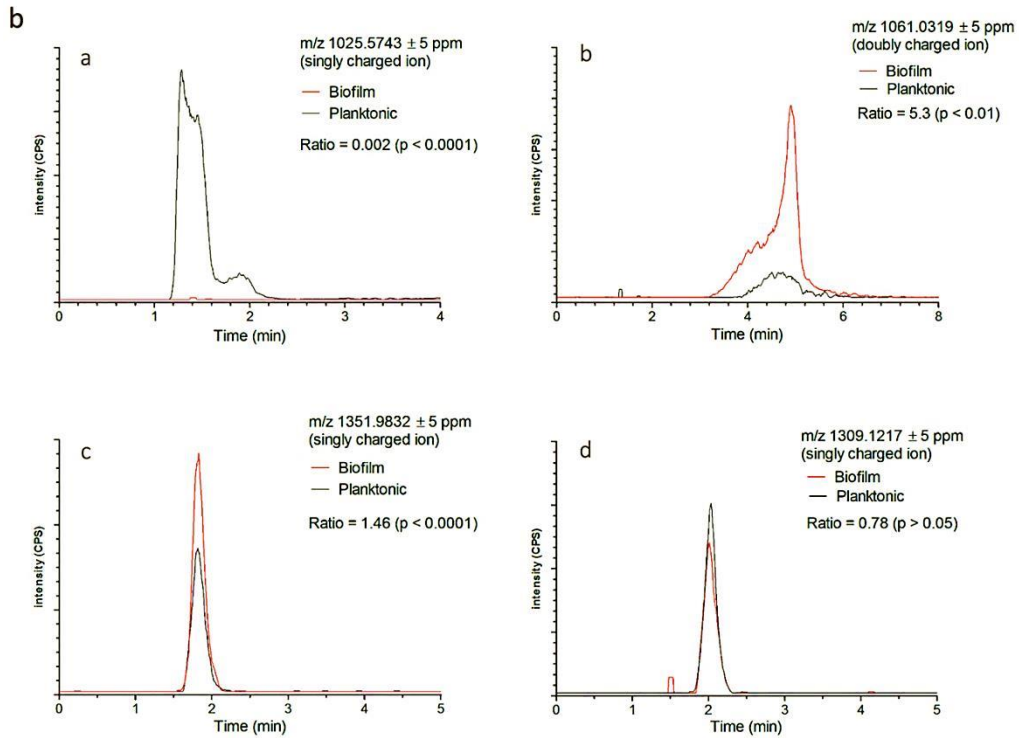 b
a
m/z 1025.5743 ± 5 ppm
(singly charged ion)
Biofilm
Planktonic
Ratio = 0.002 (p < 0.0001)
intensity (CPS)
0 1 2 3 4
Time (min)
b
m/z 1061.0319 ± 5 ppm
(doubly charged ion)
Biofilm
Planktonic
Ratio = 5.3 (p < 0.01)
intensity (CPS)
0 2 4 6 8
Time (min)
c
m/z 1351.9832 ± 5 ppm
(singly charged ion)
Biofilm
Planktonic
Ratio = 1.46 (p < 0.0001)
intensity (CPS)
0 1 2 3 4 5
Time (min)
d
m/z 1309.1217 ± 5 ppm
(singly charged ion)
Biofilm
Planktonic
Ratio = 0.78 (p > 0.05)
intensity (CPS)
0 1 2 3 4 5
Time (min)